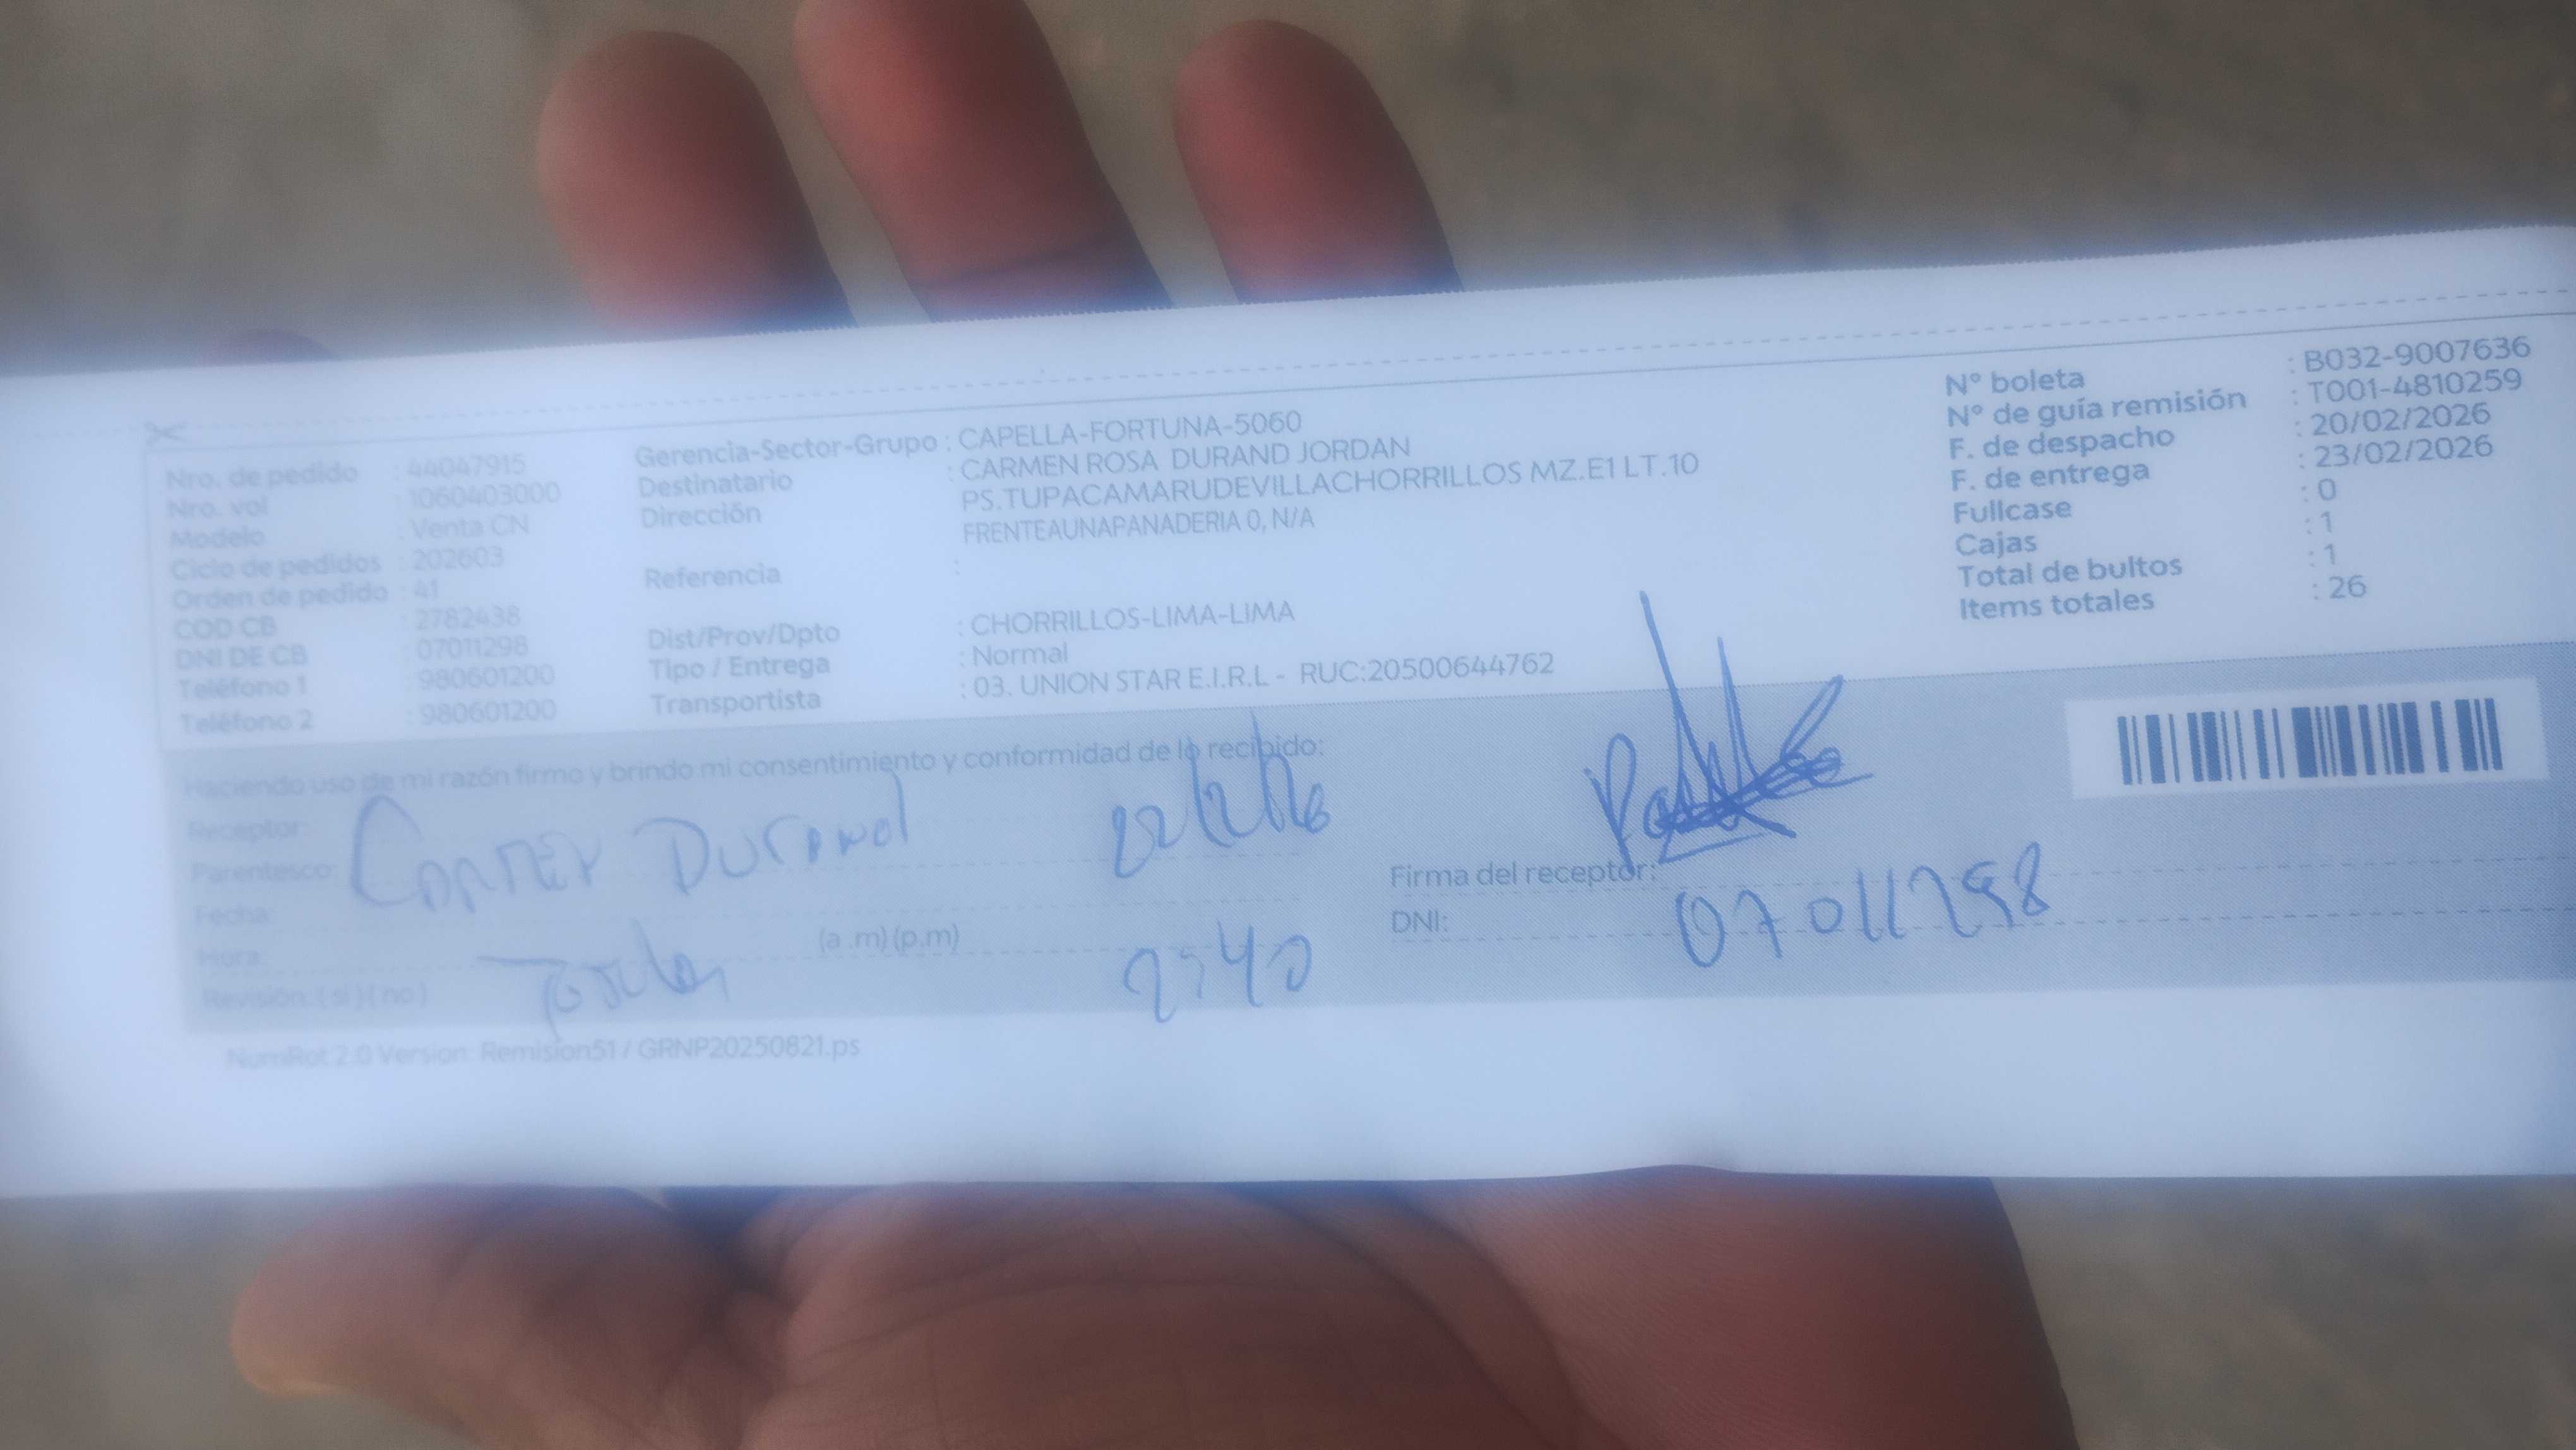 Nro. de pedido : 44047915
Nro. vol : 1060403000
Modelo : Venta CN
Ciclo de pedidos : 202603
Orden de pedido : 41
COD CB : 2782438
DNI DE CB : 07011298
Teléfono 1 : 980601200
Teléfono 2 : 980601200
Gerencia-Sector-Grupo : CAPELLA-FORTUNA-5060
Destinatario : CARMEN ROSA DURAND JORDAN
Dirección : PS.TUPACAMARUDEVILLACHORRILLOS MZ.E1 LT.10
FRENTEAUNAPANADERIA 0, N/A
Referencia :
Dist/Prov/Dpto : CHORRILLOS-LIMA-LIMA
Tipo / Entrega : Normal
Transportista : 03. UNION STAR E.I.R.L - RUC:20500644762
N° boleta : B032-9007636
N° de guía remisión : T001-4810259
F. de despacho : 20/02/2026
F. de entrega : 23/02/2026
Fullcase : 0
Cajas : 1
Total de bultos : 1
Items totales : 26
Haciendo uso de mi razón firmo y brindo mi consentimiento y conformidad de lo recibido:
Receptor:
Parentesco: Carmen Durand 22/2/26
Fecha:
Hora: (a.m) (p.m)
Revisión: ( si ) ( no )
Firma del receptor:
DNI: 07011298
NumRot 2.0 Version: Remision51 / GRNP20250821.ps